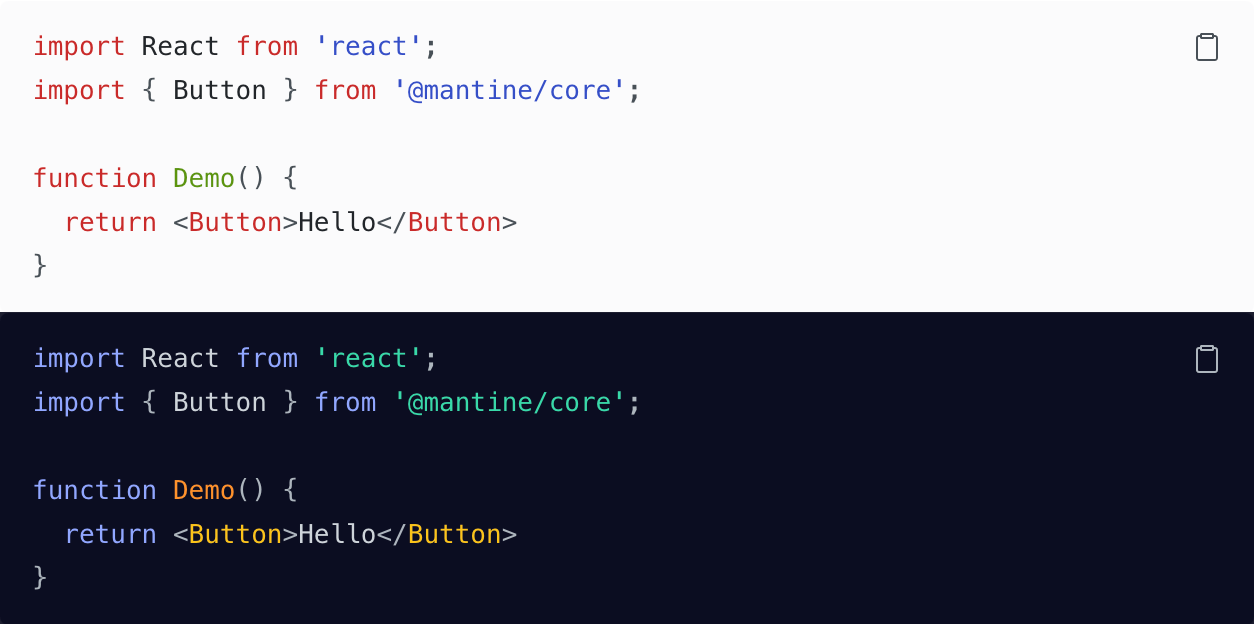 import React from 'react';
import { Button } from '@mantine/core';

function Demo() {
  return <Button>Hello</Button>
}
import React from 'react';
import { Button } from '@mantine/core';

function Demo() {
  return <Button>Hello</Button>
}